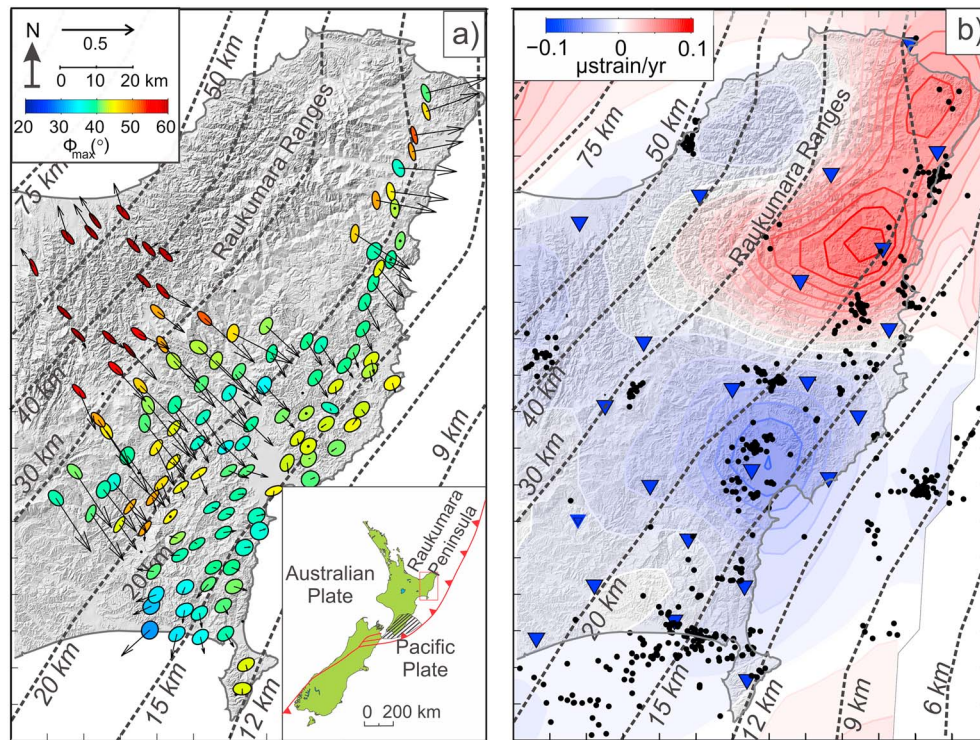 N
0.5
0 10 20 km
20 30 40 50 60
Φmax(°)
a)
50 km
75 km
Raukumara Ranges
40 km
30 km
20 km
9 km
20 km
15 km
12 km
Raukumara
Peninsula
Australian
Plate
Pacific
Plate
0 200 km
−0.1 0 0.1
µstrain/yr
b)
75 km
50 km
Raukumara Ranges
40 km
30 km
20 km
15 km
12 km
9 km
6 km